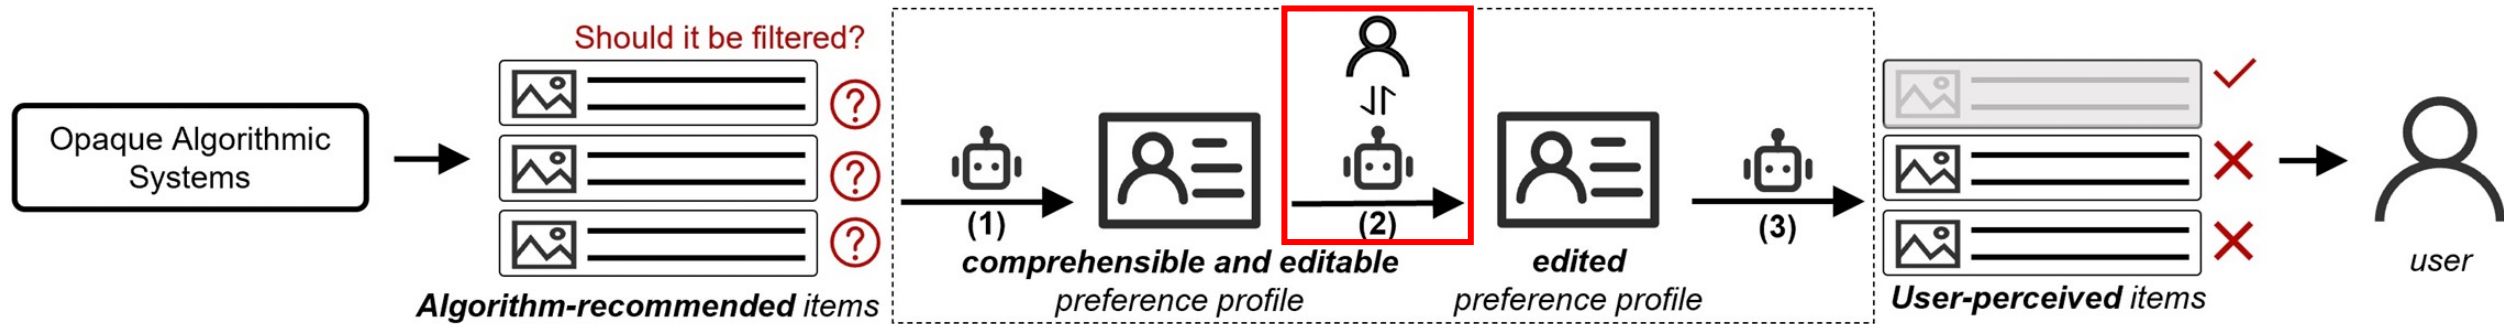 Opaque Algorithmic
Systems
Should it be filtered?
?
?
?
Algorithm-recommended items
(1)
comprehensible and editable
preference profile
(2)
edited
preference profile
(3)
User-perceived items
user